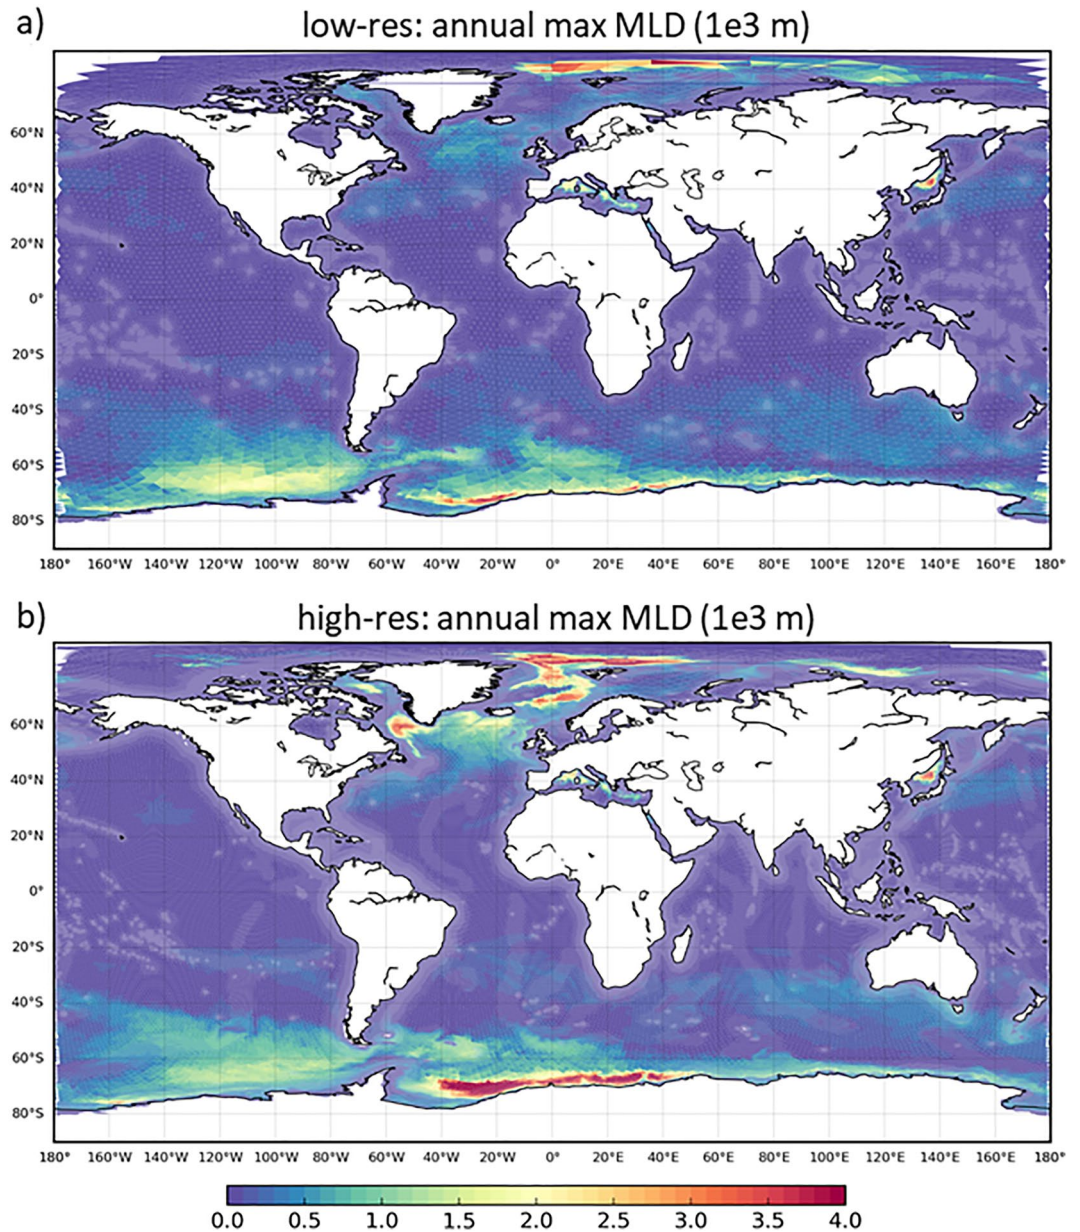 a)
low-res: annual max MLD (1e3 m)
60°N
40°N
20°N
0°
20°S
40°S
60°S
80°S
180° 160°W 140°W 120°W 100°W 80°W 60°W 40°W 20°W 0° 20°E 40°E 60°E 80°E 100°E 120°E 140°E 160°E 180°
b)
high-res: annual max MLD (1e3 m)
60°N
40°N
20°N
0°
20°S
40°S
60°S
80°S
180° 160°W 140°W 120°W 100°W 80°W 60°W 40°W 20°W 0° 20°E 40°E 60°E 80°E 100°E 120°E 140°E 160°E 180°
0.0 0.5 1.0 1.5 2.0 2.5 3.0 3.5 4.0